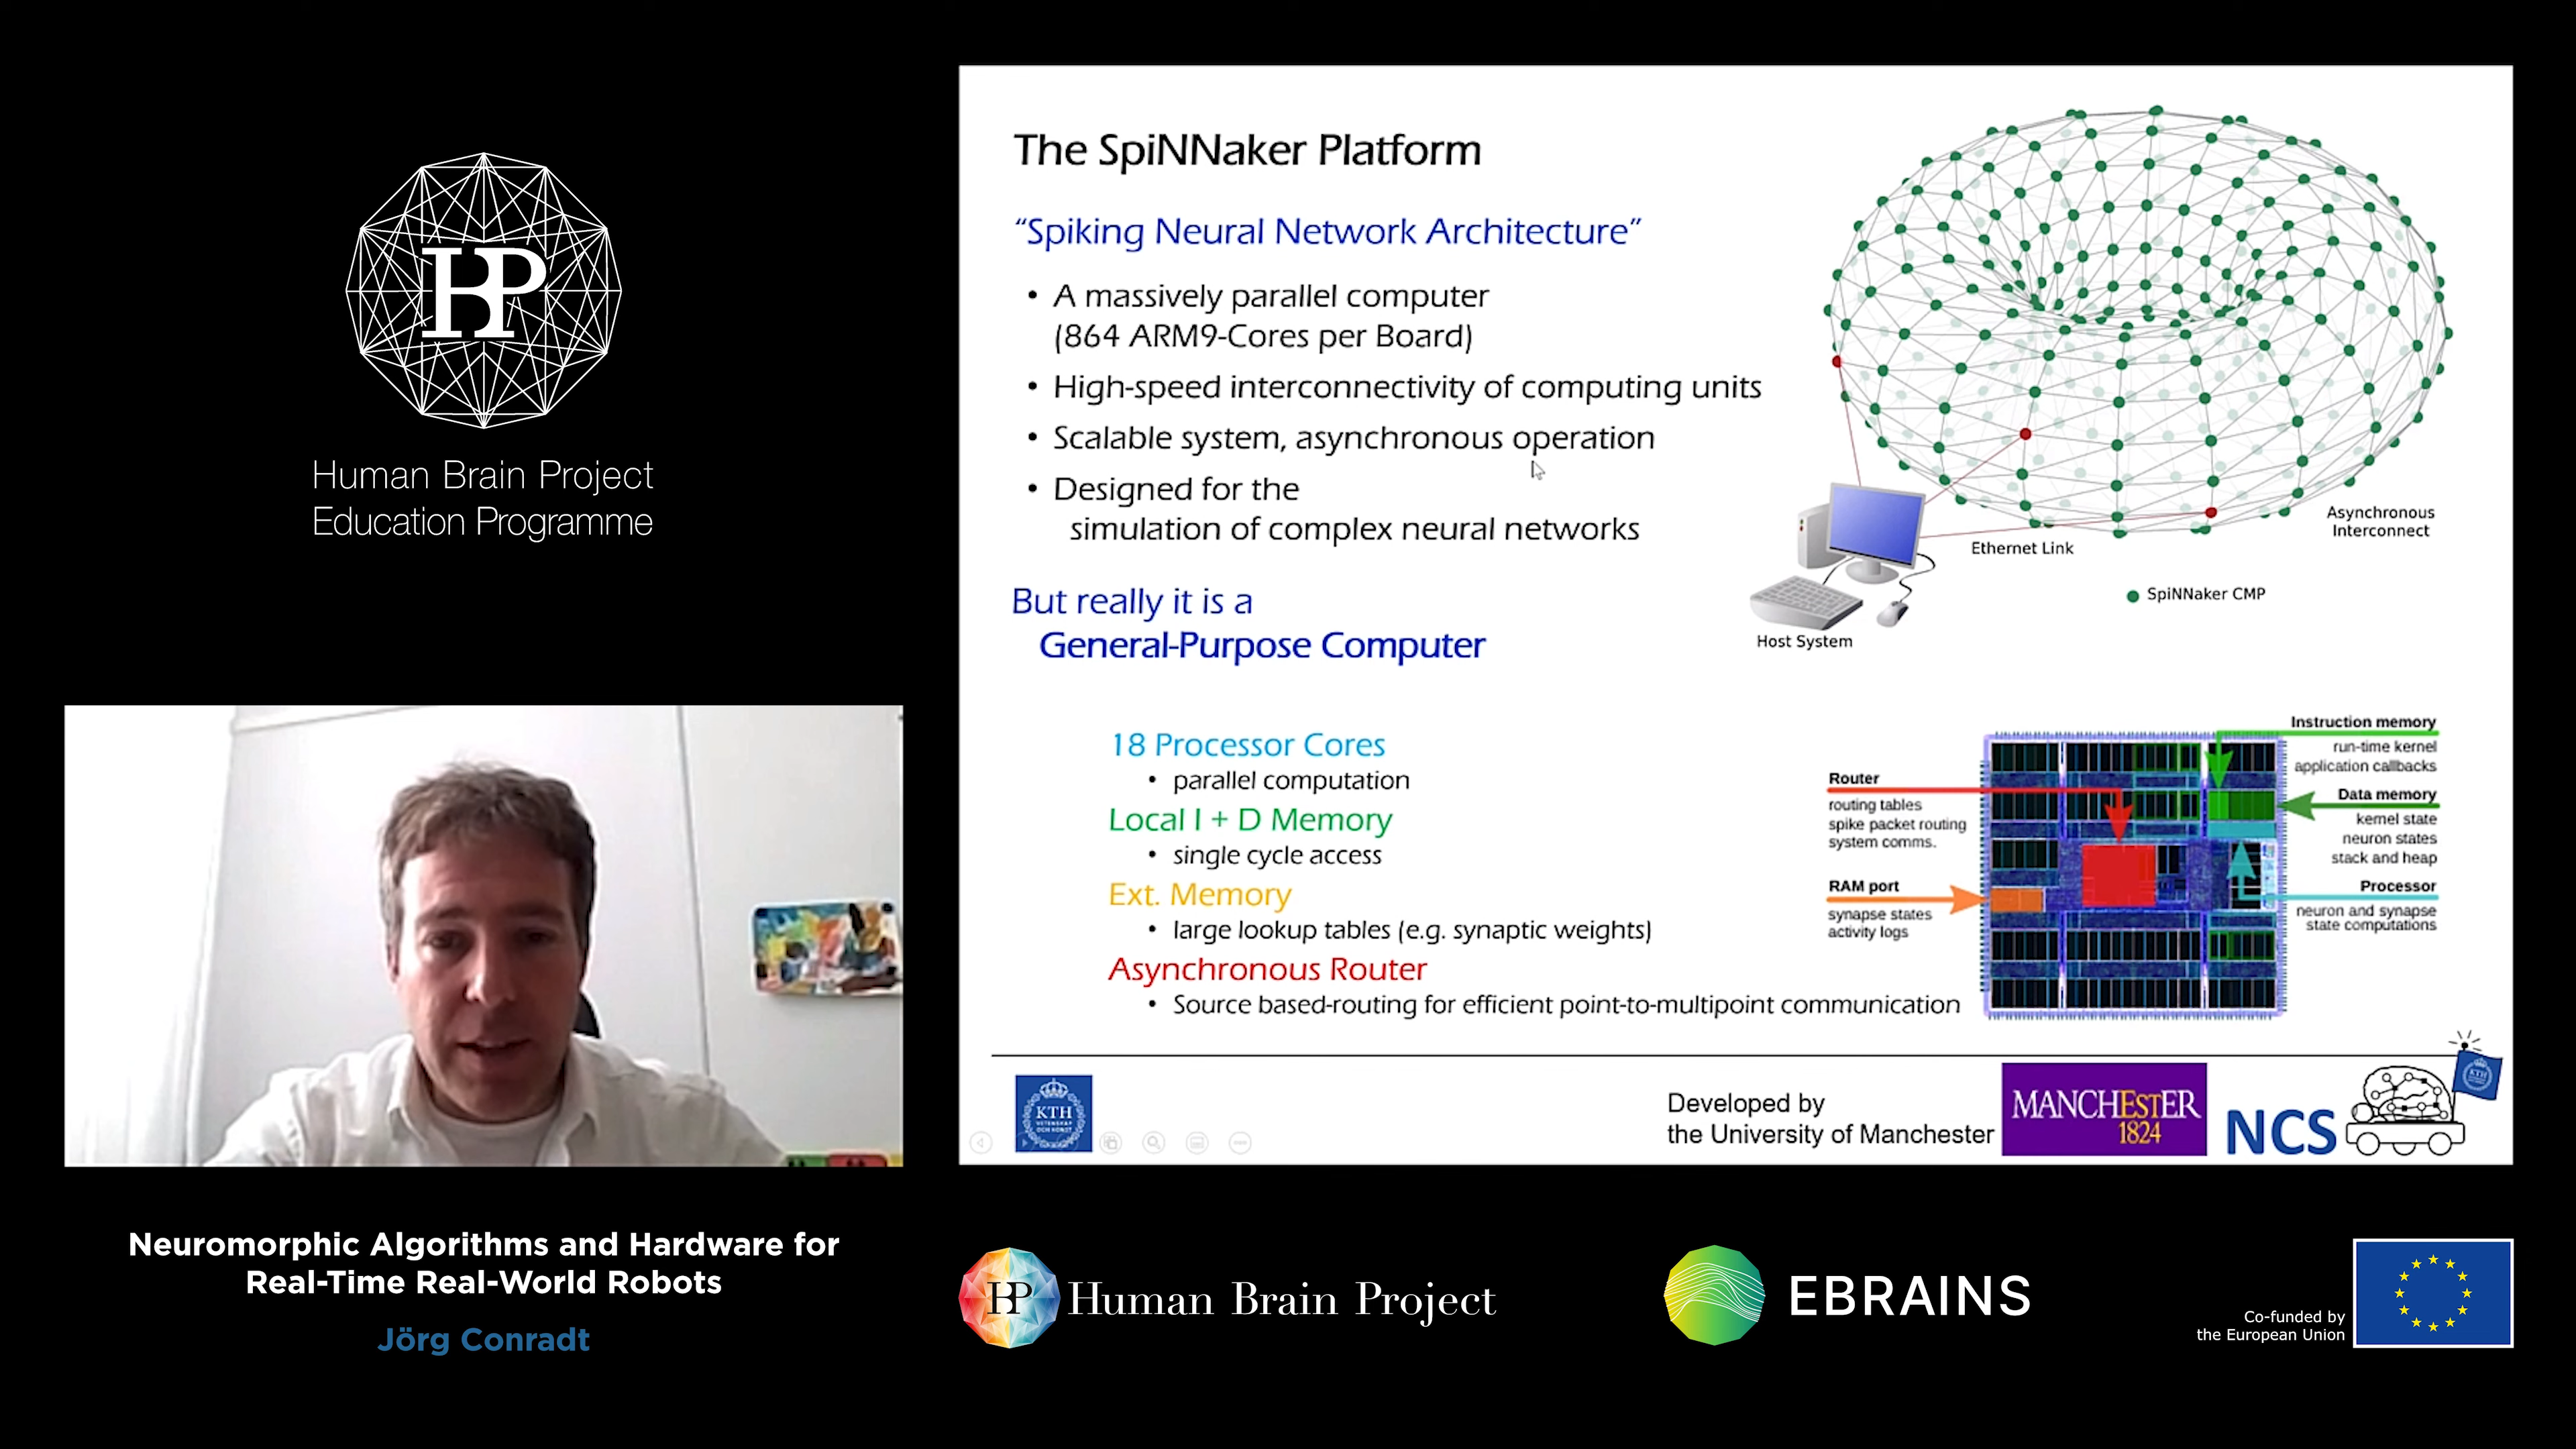 HBP
Human Brain Project
Education Programme
The SpiNNaker Platform
“Spiking Neural Network Architecture”
• A massively parallel computer
(864 ARM9-Cores per Board)
• High-speed interconnectivity of computing units
• Scalable system, asynchronous operation
• Designed for the
simulation of complex neural networks
But really it is a
General-Purpose Computer
Asynchronous
Interconnect
Ethernet Link
SpiNNaker CMP
Host System
18 Processor Cores
• parallel computation
Local I + D Memory
• single cycle access
Ext. Memory
• large lookup tables (e.g. synaptic weights)
Asynchronous Router
• Source based-routing for efficient point-to-multipoint communication
Router
routing tables
spike packet routing
system comms.
RAM port
synapse states
activity logs
Instruction memory
run-time kernel
application callbacks
Data memory
kernel state
neuron states
stack and heap
Processor
neuron and synapse
state computations
KTH
VETENSKAP
OCH KONST
Developed by
the University of Manchester
MANCHESTER
1824
NCS
KTH
Neuromorphic Algorithms and Hardware for
Real-Time Real-World Robots
Jörg Conradt
HBP Human Brain Project
EBRAINS
Co-funded by
the European Union